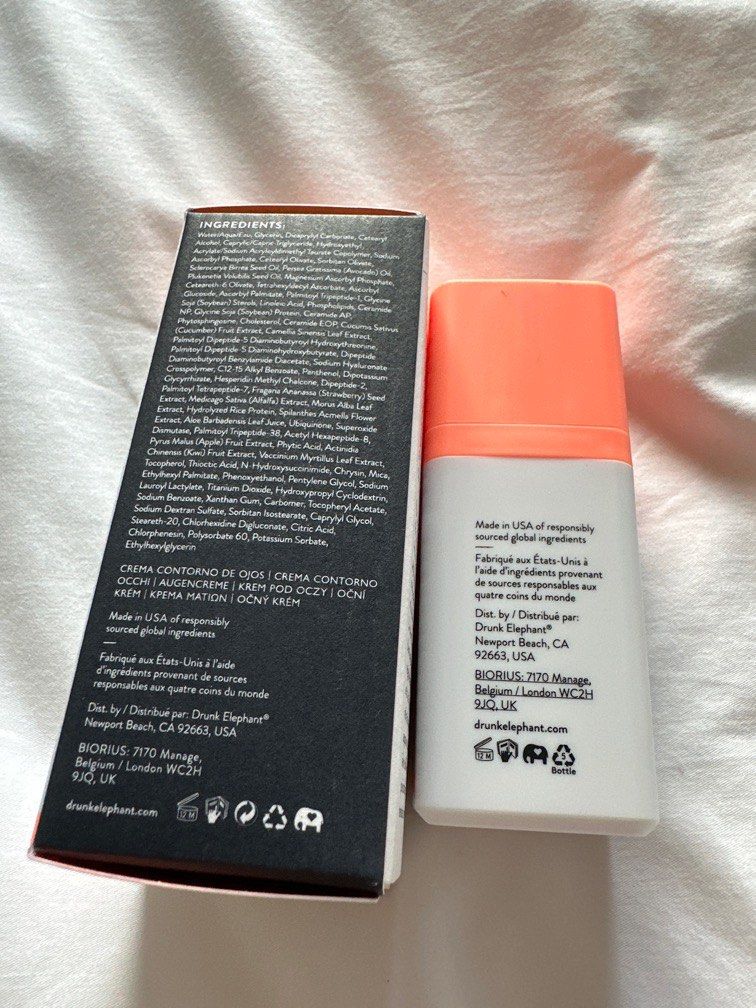 INGREDIENTS:
Water/Aqua/Eau, Glycerin, Dicaprylyl Carbonate, Cetearyl
Alcohol, Caprylic/Capric Triglyceride, Hydroxyethyl
Acrylate/Sodium Acryloyldimethyl Taurate Copolymer, Sodium
Ascorbyl Phosphate, Cetearyl Olivate, Sorbitan Olivate,
Sclerocarya Birrea Seed Oil, Persea Gratissima (Avocado) Oil,
Plukenetia Volubilis Seed Oil, Magnesium Ascorbyl Phosphate,
Ceteareth-6 Olivate, Tetrahexyldecyl Ascorbate, Ascorbyl
Glucoside, Ascorbyl Palmitate, Palmitoyl Tripeptide-1, Glycine
Soja (Soybean) Sterols, Linoleic Acid, Phospholipids, Ceramide
NP, Glycine Soja (Soybean) Protein, Ceramide AP,
Phytosphingosine, Cholesterol, Ceramide EOP, Cucumis Sativus
(Cucumber) Fruit Extract, Camellia Sinensis Leaf Extract,
Palmitoyl Dipeptide-5 Diaminobutyroyl Hydroxythreonine,
Palmitoyl Dipeptide-5 Diaminohydroxybutyrate, Dipeptide
Diaminobutyroyl Benzylamide Diacetate, Sodium Hyaluronate
Crosspolymer, C12-15 Alkyl Benzoate, Panthenol, Dipotassium
Glycyrrhizate, Hesperidin Methyl Chalcone, Dipeptide-2,
Palmitoyl Tetrapeptide-7, Fragaria Ananassa (Strawberry) Seed
Extract, Medicago Sativa (Alfalfa) Extract, Morus Alba Leaf
Extract, Hydrolyzed Rice Protein, Spilanthes Acmella Flower
Extract, Aloe Barbadensis Leaf Juice, Ubiquinone, Superoxide
Dismutase, Palmitoyl Tripeptide-38, Acetyl Hexapeptide-8,
Pyrus Malus (Apple) Fruit Extract, Phytic Acid, Actinidia
Chinensis (Kiwi) Fruit Extract, Vaccinium Myrtillus Leaf Extract,
Tocopherol, Thioctic Acid, N-Hydroxysuccinimide, Chrysin, Mica,
Ethylhexyl Palmitate, Phenoxyethanol, Pentylene Glycol, Sodium
Lauroyl Lactylate, Titanium Dioxide, Hydroxypropyl Cyclodextrin,
Sodium Benzoate, Xanthan Gum, Carbomer, Tocopheryl Acetate,
Sodium Dextran Sulfate, Sorbitan Isostearate, Caprylyl Glycol,
Steareth-20, Chlorhexidine Digluconate, Citric Acid,
Chlorphenesin, Polysorbate 60, Potassium Sorbate,
Ethylhexylglycerin
CREMA CONTORNO DE OJOS | CREMA CONTORNO
OCCHI | AUGENCREME | KREM POD OCZY | OČNÍ
KRÉM | ΚΡΕΜΑ ΜΑΤΙΩΝ | OČNÝ KRÉM
Made in USA of responsibly
sourced global ingredients
Fabriqué aux États-Unis à l'aide
d'ingrédients provenant de sources
responsables aux quatre coins du monde
Dist. by / Distribué par: Drunk Elephant®
Newport Beach, CA 92663, USA
BIORIUS: 7170 Manage,
Belgium / London WC2H
9JQ, UK
drunkelephant.com
12 M
Made in USA of responsibly
sourced global ingredients
Fabriqué aux États-Unis à
l'aide d'ingrédients provenant
de sources responsables aux
quatre coins du monde
Dist. by / Distribué par:
Drunk Elephant®
Newport Beach, CA
92663, USA
BIORIUS: 7170 Manage,
Belgium / London WC2H
9JQ, UK
drunkelephant.com
12 M
5
Bottle